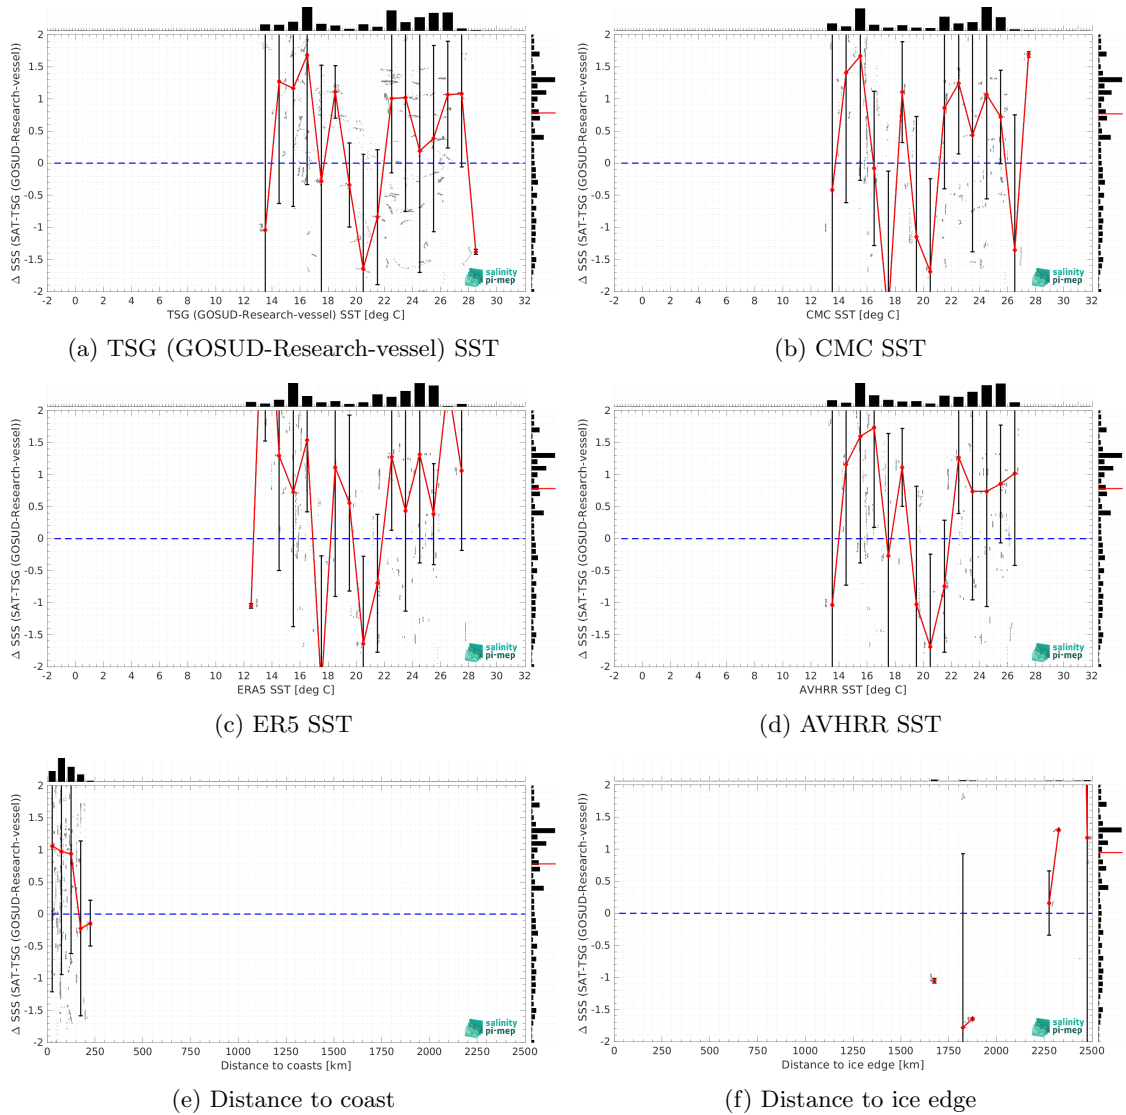 2
1.5
1
0.5
0
-0.5
-1
-1.5
-2
Δ SSS (SAT-TSG (GOSUD-Research-vessel))
-2 0 2 4 6 8 10 12 14 16 18 20 22 24 26 28 30 32
TSG (GOSUD-Research-vessel) SST [deg C]
salinity
pi-mep
(a) TSG (GOSUD-Research-vessel) SST
2
1.5
1
0.5
0
-0.5
-1
-1.5
-2
Δ SSS (SAT-TSG (GOSUD-Research-vessel))
-2 0 2 4 6 8 10 12 14 16 18 20 22 24 26 28 30 32
CMC SST [deg C]
salinity
pi-mep
(b) CMC SST
2
1.5
1
0.5
0
-0.5
-1
-1.5
-2
Δ SSS (SAT-TSG (GOSUD-Research-vessel))
-2 0 2 4 6 8 10 12 14 16 18 20 22 24 26 28 30 32
ERA5 SST [deg C]
salinity
pi-mep
(c) ER5 SST
2
1.5
1
0.5
0
-0.5
-1
-1.5
-2
Δ SSS (SAT-TSG (GOSUD-Research-vessel))
-2 0 2 4 6 8 10 12 14 16 18 20 22 24 26 28 30 32
AVHRR SST [deg C]
salinity
pi-mep
(d) AVHRR SST
2
1.5
1
0.5
0
-0.5
-1
-1.5
-2
Δ SSS (SAT-TSG (GOSUD-Research-vessel))
0 250 500 750 1000 1250 1500 1750 2000 2250 2500
Distance to coasts [km]
salinity
pi-mep
(e) Distance to coast
2
1.5
1
0.5
0
-0.5
-1
-1.5
-2
Δ SSS (SAT-TSG (GOSUD-Research-vessel))
0 250 500 750 1000 1250 1500 1750 2000 2250 2500
Distance to ice edge [km]
salinity
pi-mep
(f) Distance to ice edge